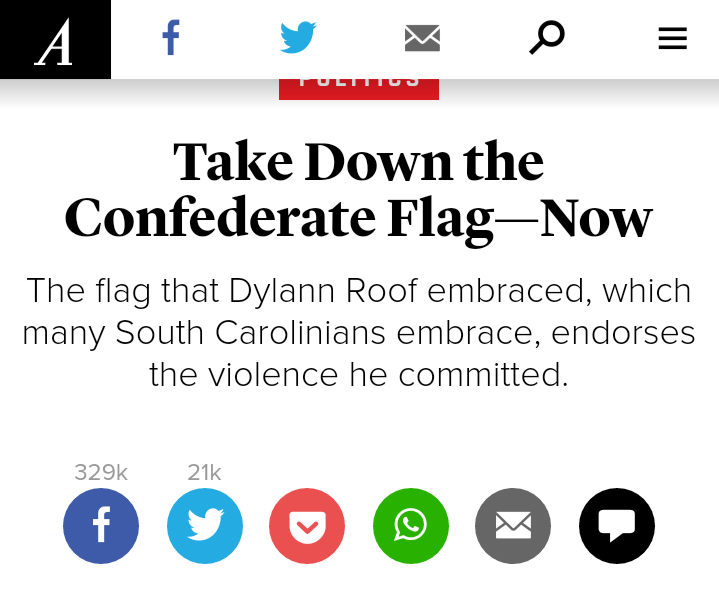 A
POLITICS
Take Down the
Confederate Flag—Now
The flag that Dylann Roof embraced, which
many South Carolinians embrace, endorses
the violence he committed.
329k 21k